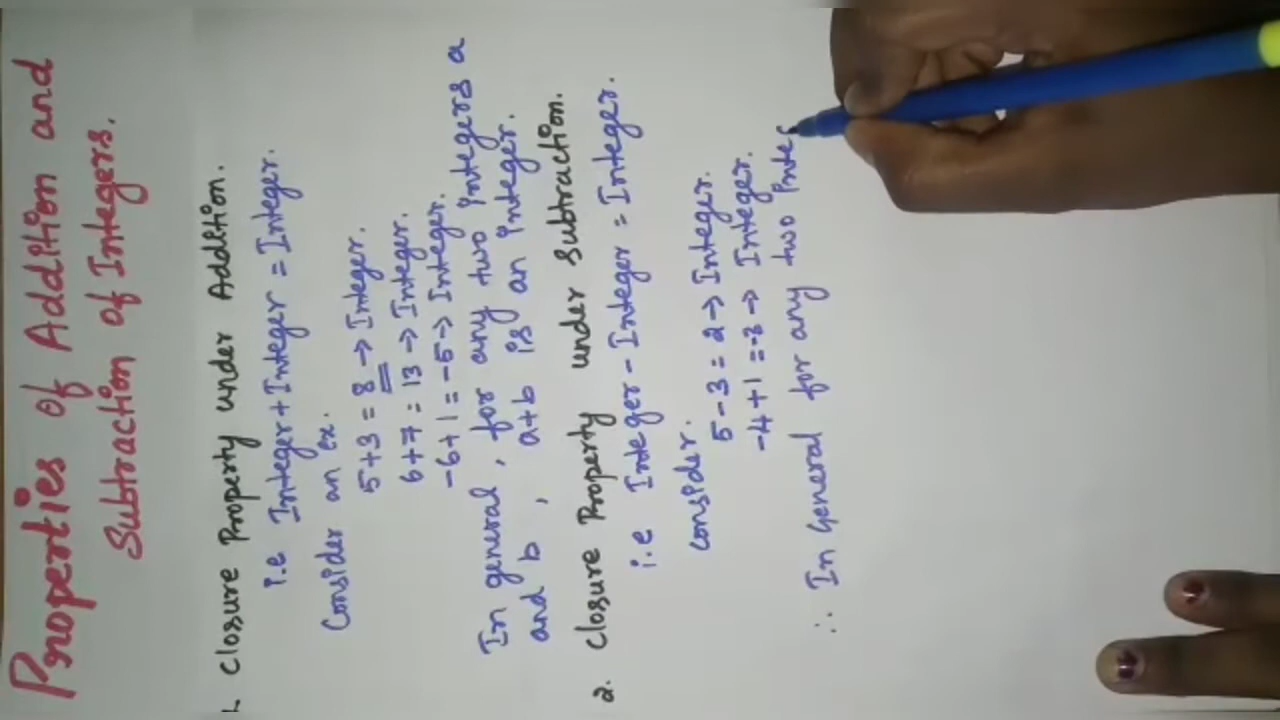 Properties of Addition and
Subtraction of Integers.
1. Closure Property under Addition.
i.e Integer + Integer = Integer.
Consider an ex.
5+3 = 8 → Integer.
6+7 = 13 → Integer.
-6+1 = -5 → Integer.
In general, for any two integers a
and b, a+b is an integer.
2. Closure Property under subtraction.
i.e Integer - Integer = Integer.
consider.
5-3 = 2 → Integer.
-4+1 = -3 → Integer.
∴ In General for any two inte